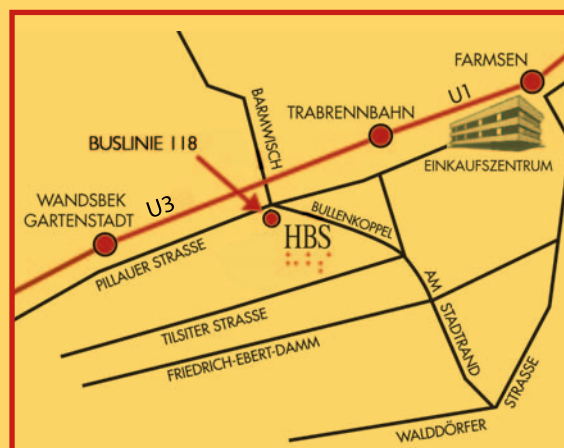 FARMSEN
U1
TRABRENNBAHN
BARMWISCH
BUSLINIE 118
EINKAUFSZENTRUM
WANDSBEK
GARTENSTADT
U3
BULLENKOPPEL
HBS
PILLAUER STRASSE
AM
STADTRAND
TILSITER STRASSE
FRIEDRICH-EBERT-DAMM
STRASSE
WALDDÖRFER